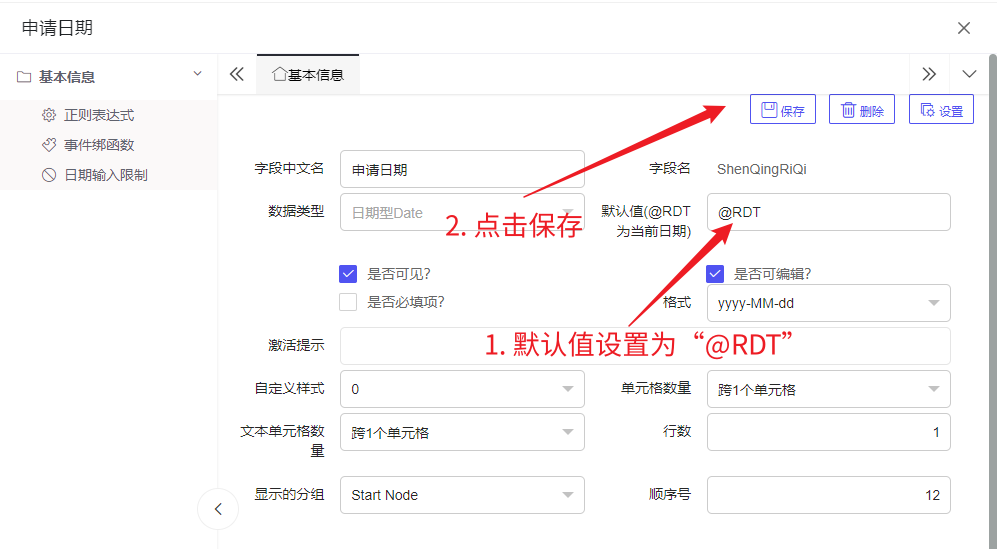 申请日期
基本信息
正则表达式
事件绑函数
日期输入限制
基本信息
保存
删除
设置
字段中文名
申请日期
字段名
ShenQingRiQi
数据类型
日期型Date
默认值(@RDT
为当前日期)
@RDT
2. 点击保存
是否可见?
是否可编辑?
是否必填项?
格式
yyyy-MM-dd
激活提示
1. 默认值设置为“@RDT”
自定义样式
0
单元格数量
跨1个单元格
文本单元格数
量
跨1个单元格
行数
1
显示的分组
Start Node
顺序号
12